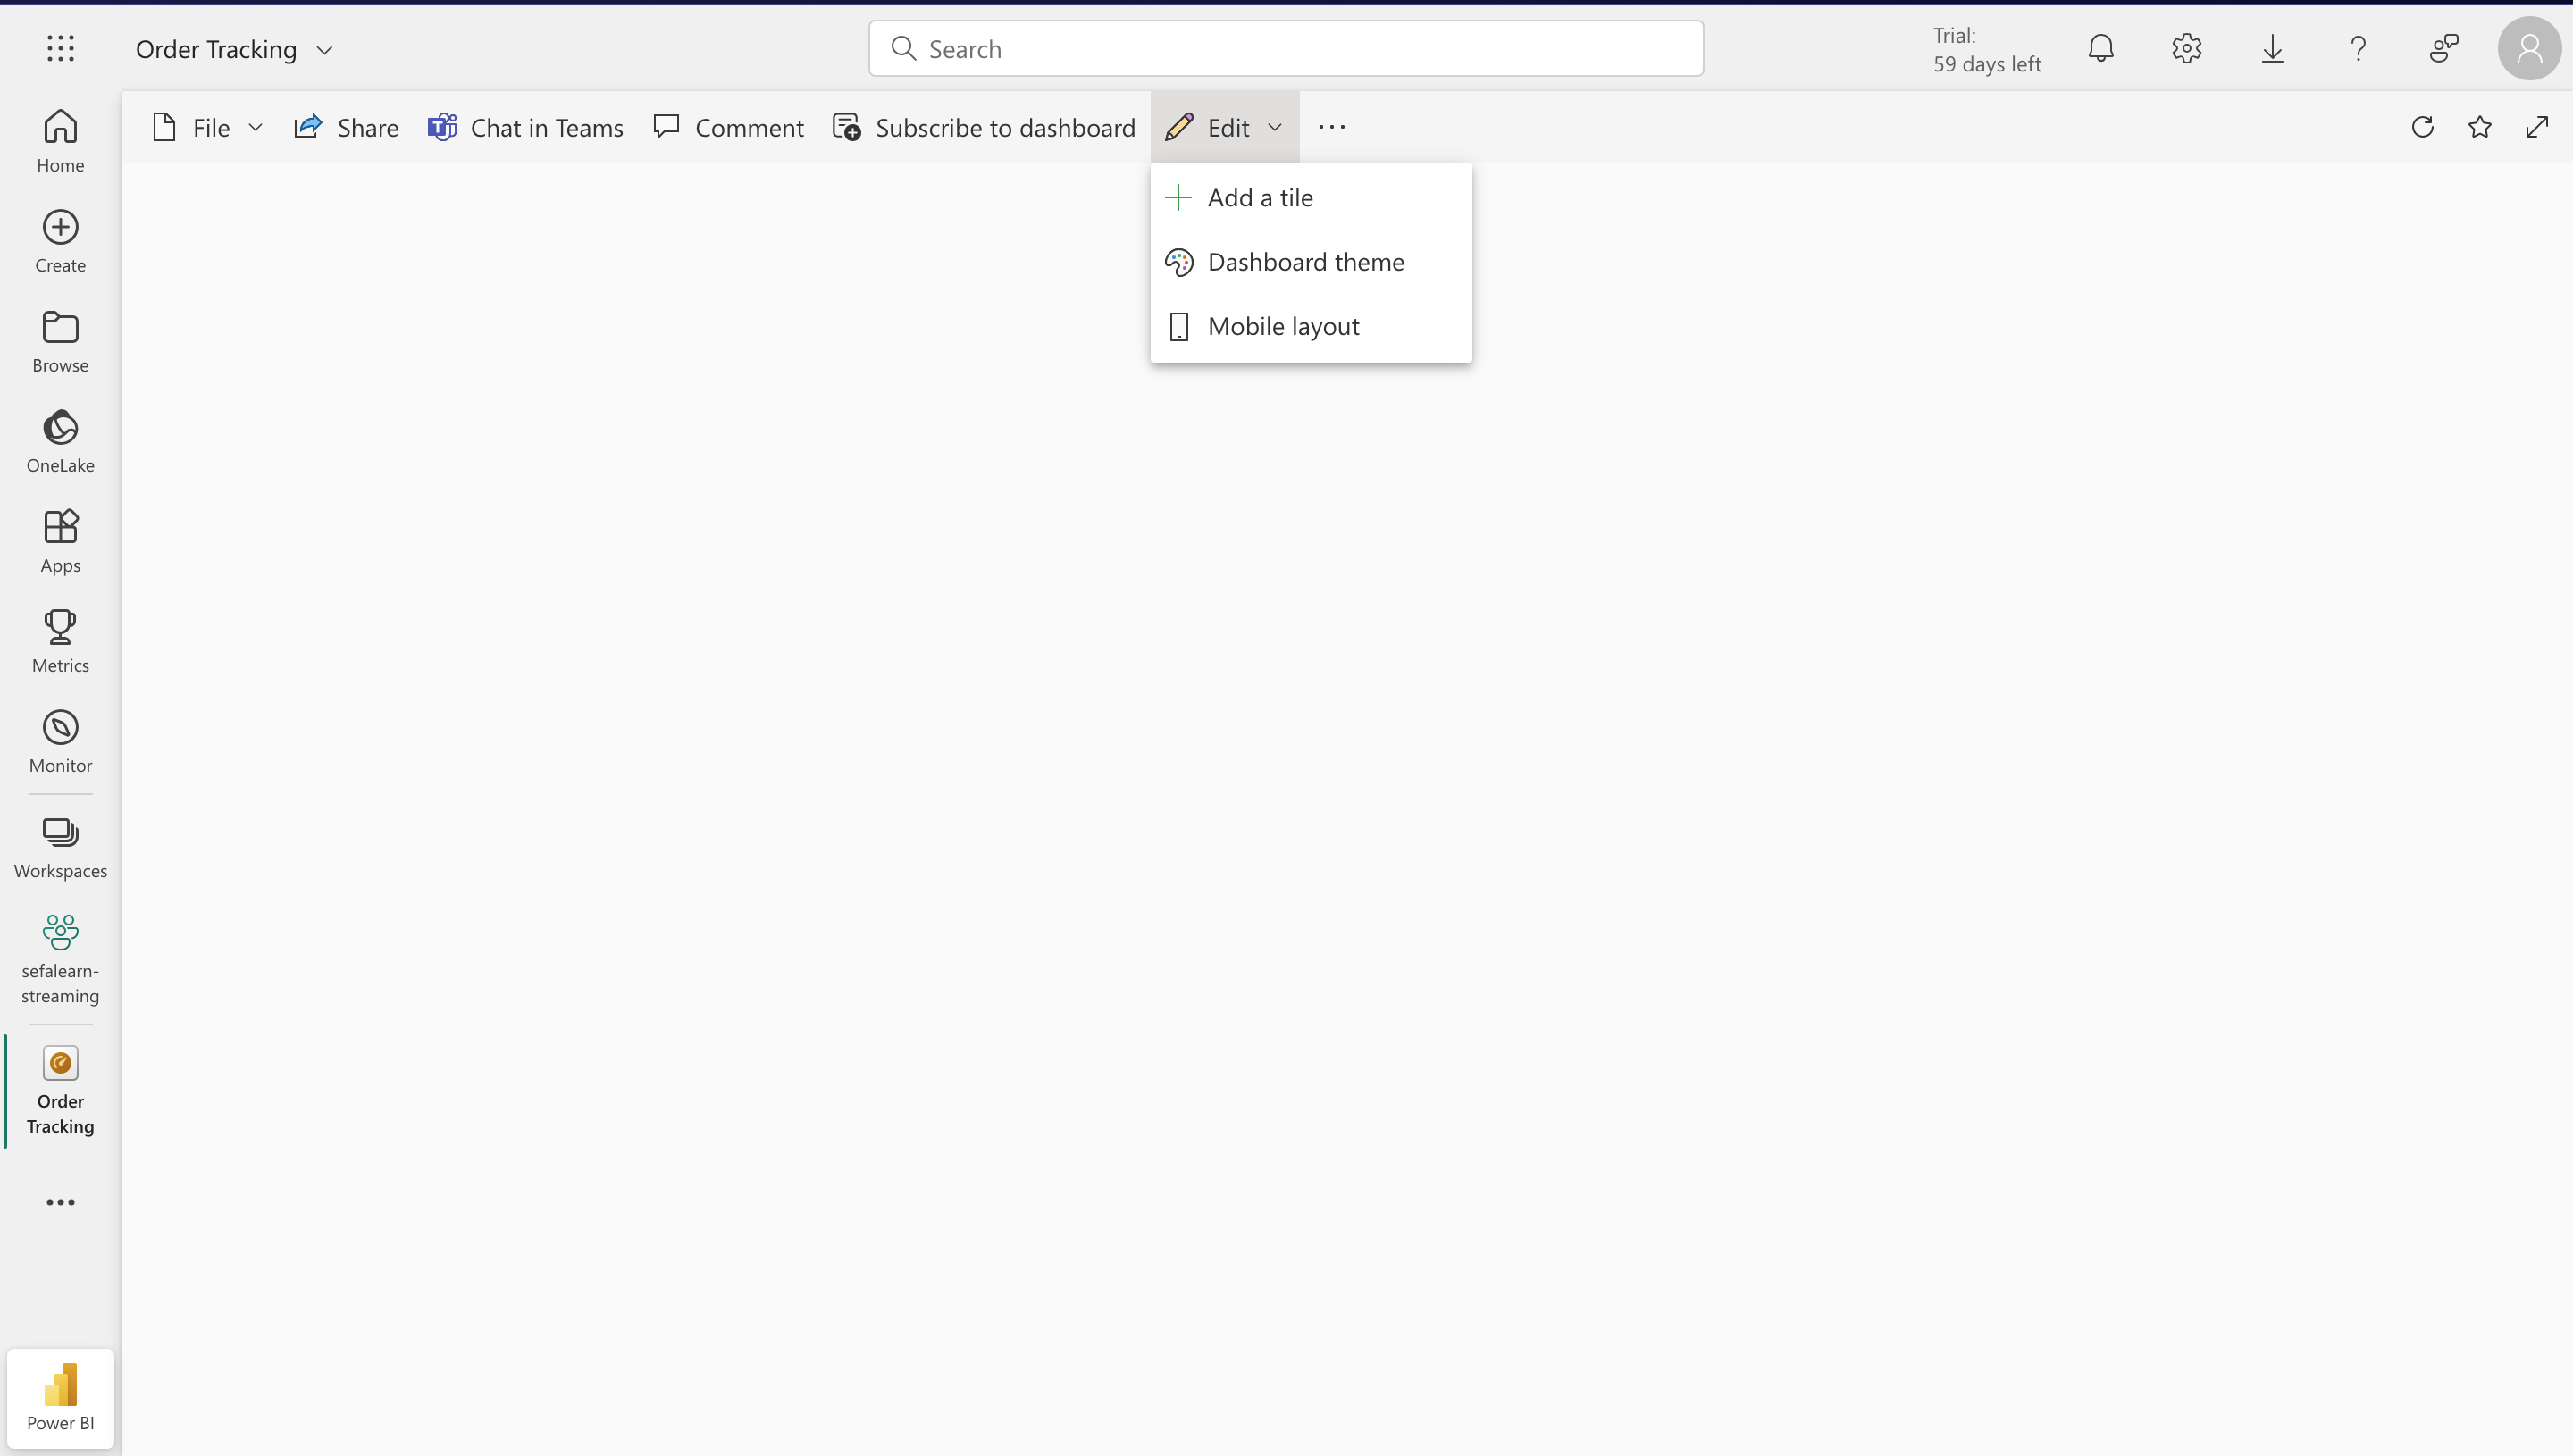 Order Tracking
Search
Trial:
59 days left
File
Share
Chat in Teams
Comment
Subscribe to dashboard
Edit
Add a tile
Dashboard theme
Mobile layout
Home
Create
Browse
OneLake
Apps
Metrics
Monitor
Workspaces
sefalearn-
streaming
Order
Tracking
Power BI